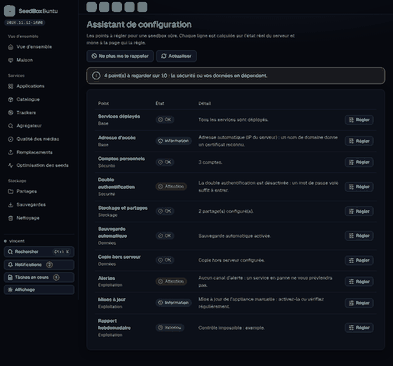 SeedBoxBuntu
Vue d'ensemble
Maison
Services
Applications
Catalogue
Trackers
Agrégateur
Qualité des médias
Remplacements
Optimisation des seeds
Stockage
Partages
Sauvegardes
Nettoyage
vincent
Rechercher
Notifications
Tâches en cours
Affichage
Assistant de configuration
Les points à régler pour une seedbox sûre. Chaque ligne est calculée sur l'état réel du serveur et
mène à la page qui la règle.
Ne plus me le rappeler
Actualiser
4 point(s) à regarder sur 10 : la sécurité ou vos données en dépendent.
Point État Détail
Services déployés OK Tous les services sont déployés. Régler
Base
Adresse d'accès Information Adresse automatique (IP du serveur) : un nom de domaine donne
Base un certificat reconnu. Régler
Comptes personnels OK 3 comptes. Régler
Sécurité
Double
authentification Attention La double authentification est désactivée : un mot de passe volé
suffit à entrer. Régler
Sécurité
Stockage et partages OK 2 partage(s) configuré(s). Régler
Stockage
Sauvegarde
automatique OK Sauvegarde automatique activée. Régler
Données
Copie hors serveur OK Copie hors serveur configurée. Régler
Données
Alertes Attention Aucun canal d'alerte : un service en panne ne vous préviendra
pas. Régler
Exploitation
Mises à jour Information Mise à jour de l'appliance manuelle : activez-la ou vérifiez
régulièrement. Régler
Exploitation
Rapport
hebdomadaire Contrôle impossible : exemple. Régler
Exploitation